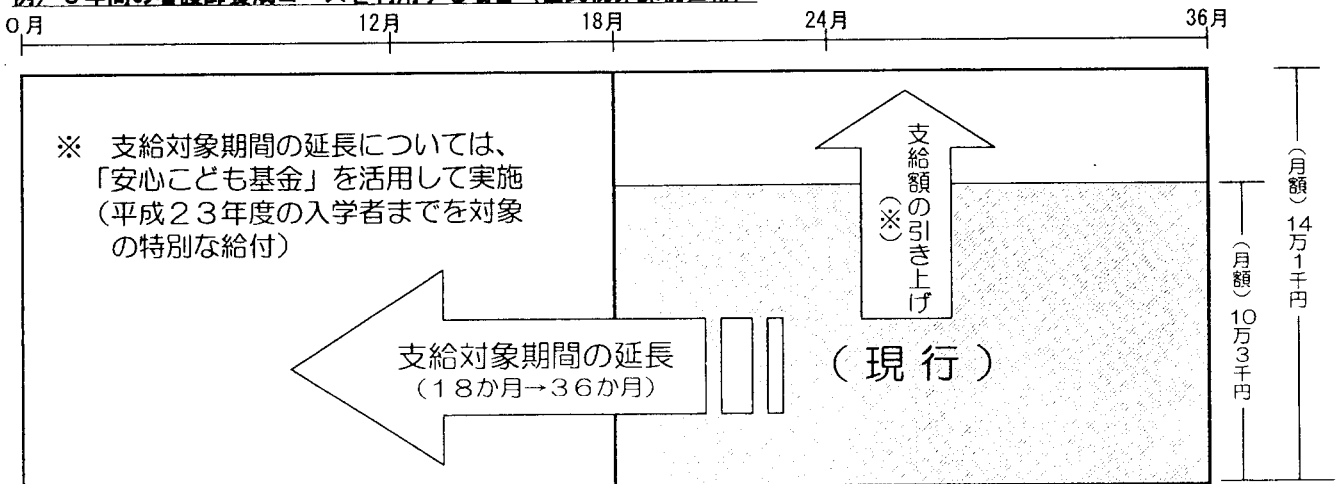 0月
12月
18月
24月
36月
※ 支給対象期間の延長については、
「安心こども基金」を活用して実施
(平成23年度の入学者までを対象
の特別な給付)
支給額の引き上げ
(※)
支給対象期間の延長
(18か月→36か月)
(現行)
(月額)10万3千円
(月額)14万1千円